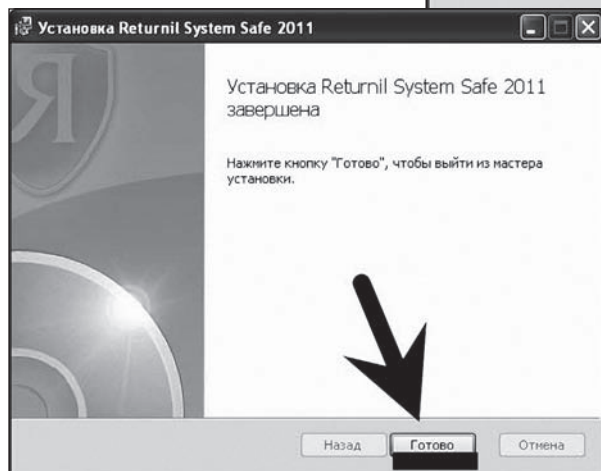 Установка Returnil System Safe 2011
Установка Returnil System Safe 2011
завершена
Нажмите кнопку "Готово", чтобы выйти из мастера
установки.
Назад Готово Отмена